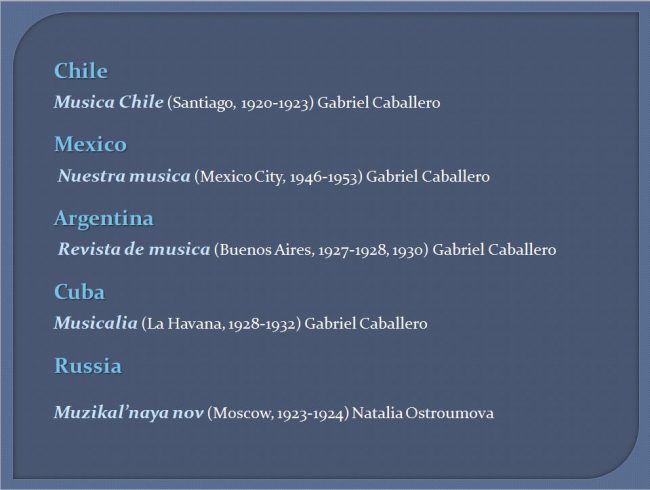 Chile
Musica Chile (Santiago, 1920-1923) Gabriel Caballero
Mexico
Nuestra musica (Mexico City, 1946-1953) Gabriel Caballero
Argentina
Revista de musica (Buenos Aires, 1927-1928, 1930) Gabriel Caballero
Cuba
Musicalia (La Havana, 1928-1932) Gabriel Caballero
Russia
Muzikal’naya nov (Moscow, 1923-1924) Natalia Ostroumova